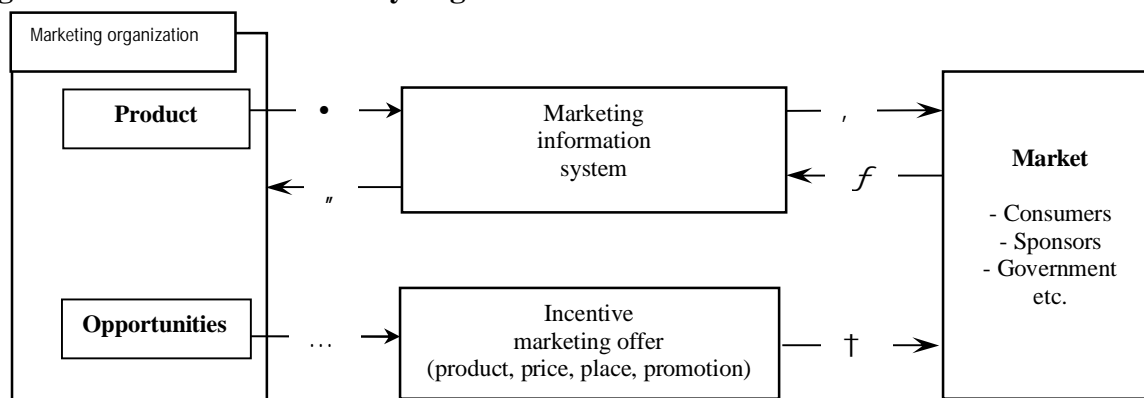 Marketing organization
Product
•
Marketing
information
system
‚
Market
ƒ
„
- Consumers
- Sponsors
- Government
etc.
Opportunities
…
Incentive
marketing offer
(product, price, place, promotion)
†